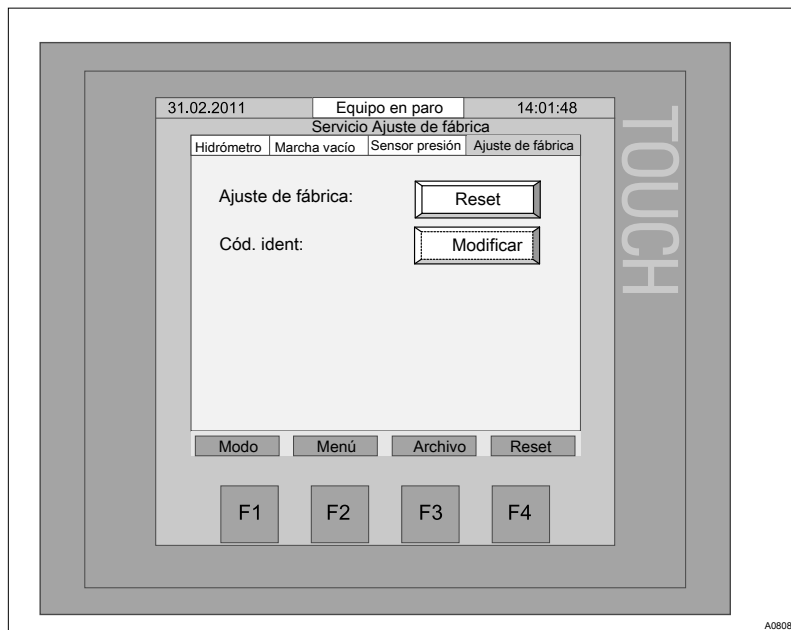 31.02.2011 Equipo en paro 14:01:48
Servicio Ajuste de fábrica
Hidrómetro Marcha vacío Sensor presión Ajuste de fábrica
Ajuste de fábrica: Reset
Cód. ident: Modificar
Modo Menú Archivo Reset
F1 F2 F3 F4
TOUCH
A0808